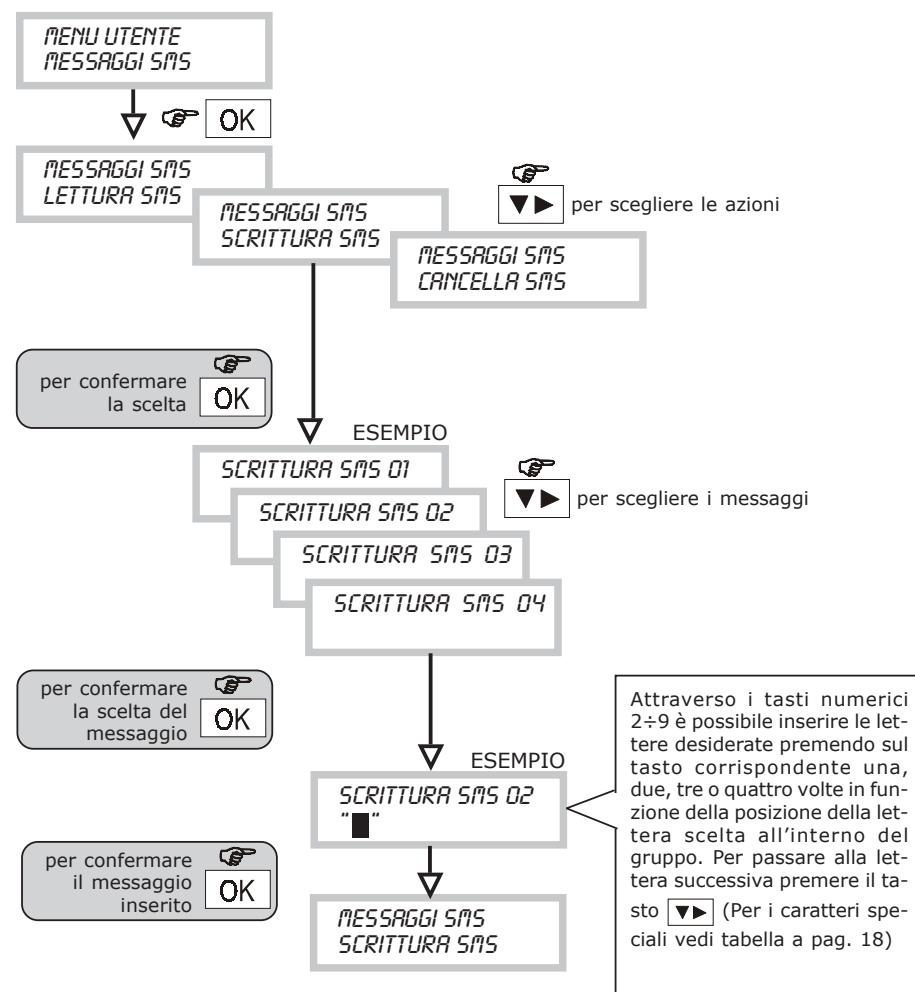 MENU UTENTE
MESSAGGI SMS
OK
MESSAGGI SMS
LETTURA SMS
MESSAGGI SMS
SCRITTURA SMS
MESSAGGI SMS
CANCELLA SMS
▼▶ per scegliere le azioni
per confermare
la scelta
OK
ESEMPIO
SCRITTURA SMS 01
SCRITTURA SMS 02
SCRITTURA SMS 03
SCRITTURA SMS 04
▼▶ per scegliere i messaggi
per confermare
la scelta del
messaggio
OK
ESEMPIO
SCRITTURA SMS 02
"█"
Attraverso i tasti numerici
2÷9 è possibile inserire le let-
tere desiderate premendo sul
tasto corrispondente una,
due, tre o quattro volte in fun-
zione della posizione della let-
tera scelta all'interno del
gruppo. Per passare alla let-
tera successiva premere il ta-
sto ▼▶ (Per i caratteri spe-
ciali vedi tabella a pag. 18)
per confermare
il messaggio
inserito
OK
MESSAGGI SMS
SCRITTURA SMS